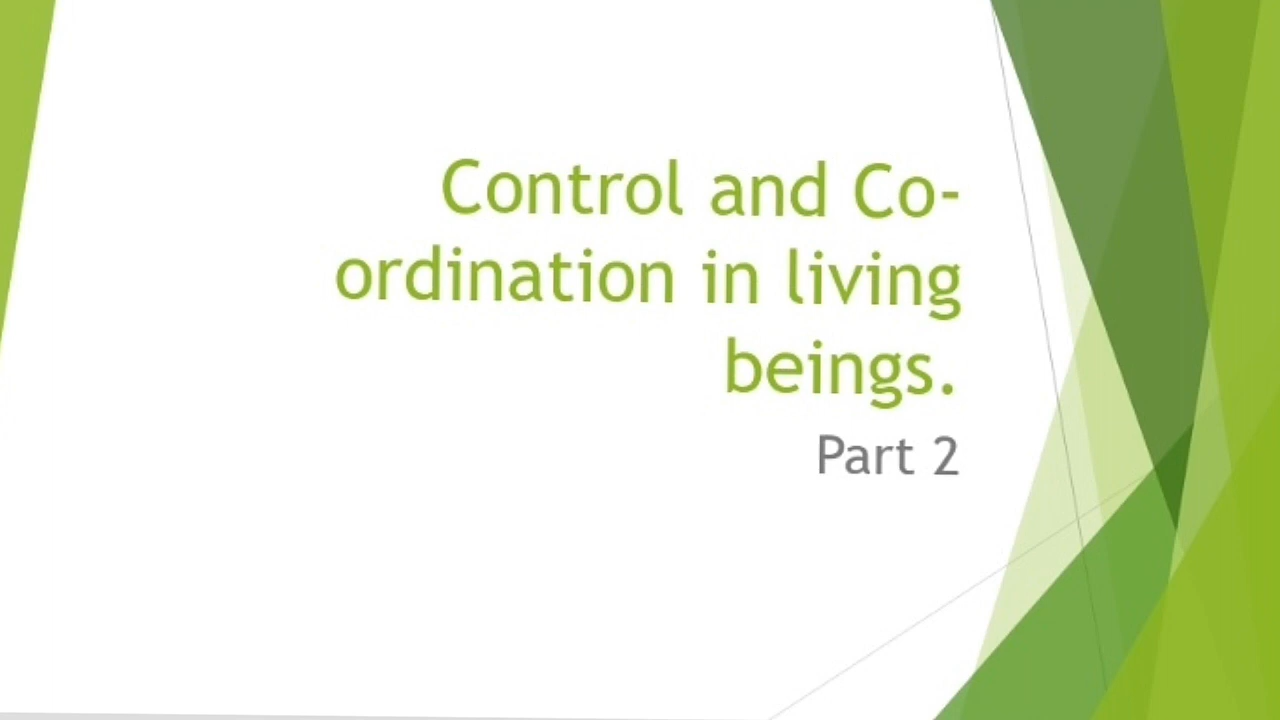 Control and Co-
ordination in living
beings.
Part 2